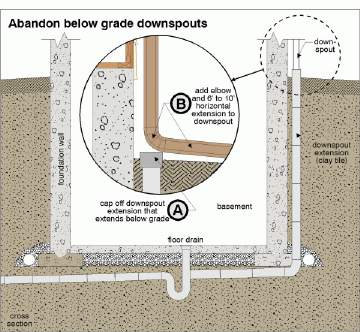 Abandon below grade downspouts
down-
spout
B
add elbow
and 6' to 10'
horizontal
extension to
downspout
foundation wall
downspout
extension
(clay tile)
cap off downspout
extension that
extends below grade
A
basement
floor drain
cross
section